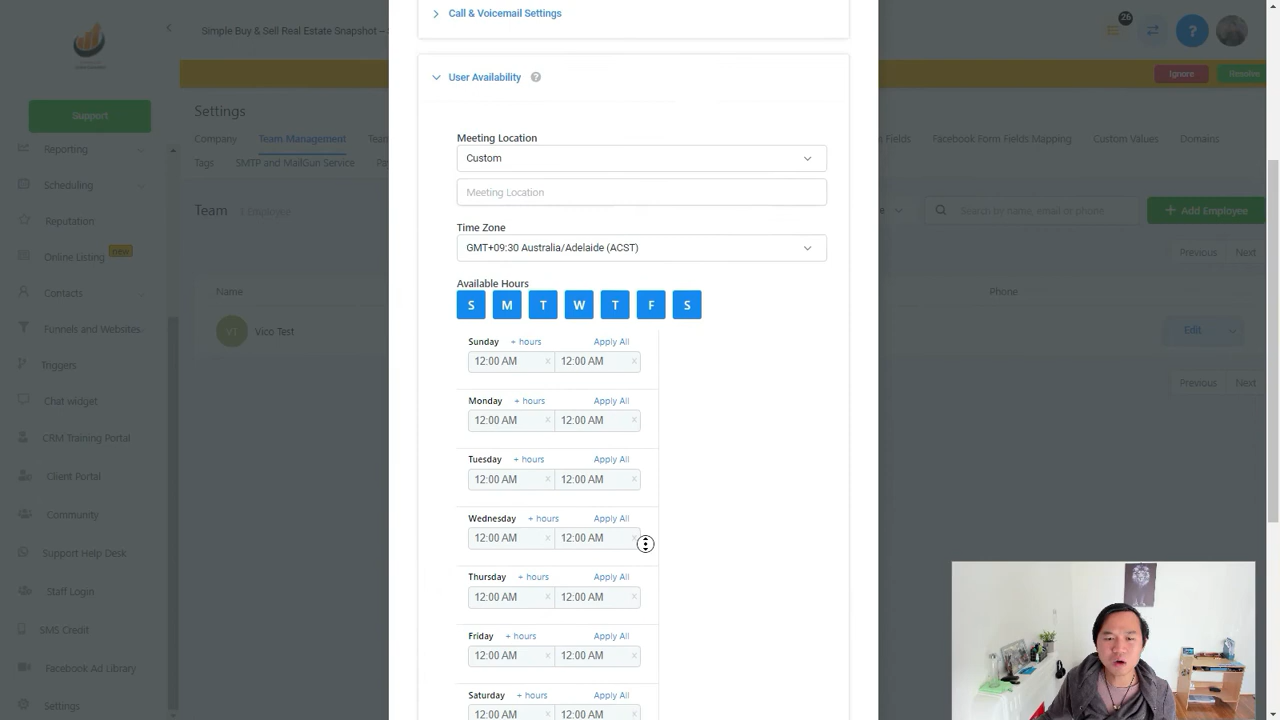 Call & Voicemail Settings
26
Simple Buy & Sell Real Estate Snapshot –
?
User Availability ?
Ignore
Resolve
Support
Settings
Company
Team Management
Fields
Facebook Form Fields Mapping
Custom Values
Domains
Tags
SMTP and MailGun Service
Reporting
Scheduling
Reputation
Online Listing new
Contacts
Funnels and Websites
Triggers
Chat widget
CRM Training Portal
Client Portal
Community
Support Help Desk
Staff Login
SMS Credit
Facebook Ad Library
Settings
Team 1 Employee
Search by name, email or phone
+ Add Employee
Previous Next
Name
Phone
VT Vico Test
Edit
Previous Next
Meeting Location
Custom
Meeting Location
Time Zone
GMT+09:30 Australia/Adelaide (ACST)
Available Hours
S M T W T F S
Sunday + hours Apply All
12:00 AM x 12:00 AM x
Monday + hours Apply All
12:00 AM x 12:00 AM x
Tuesday + hours Apply All
12:00 AM x 12:00 AM x
Wednesday + hours Apply All
12:00 AM x 12:00 AM x
Thursday + hours Apply All
12:00 AM x 12:00 AM x
Friday + hours Apply All
12:00 AM x 12:00 AM x
Saturday + hours Apply All
12:00 AM x 12:00 AM x